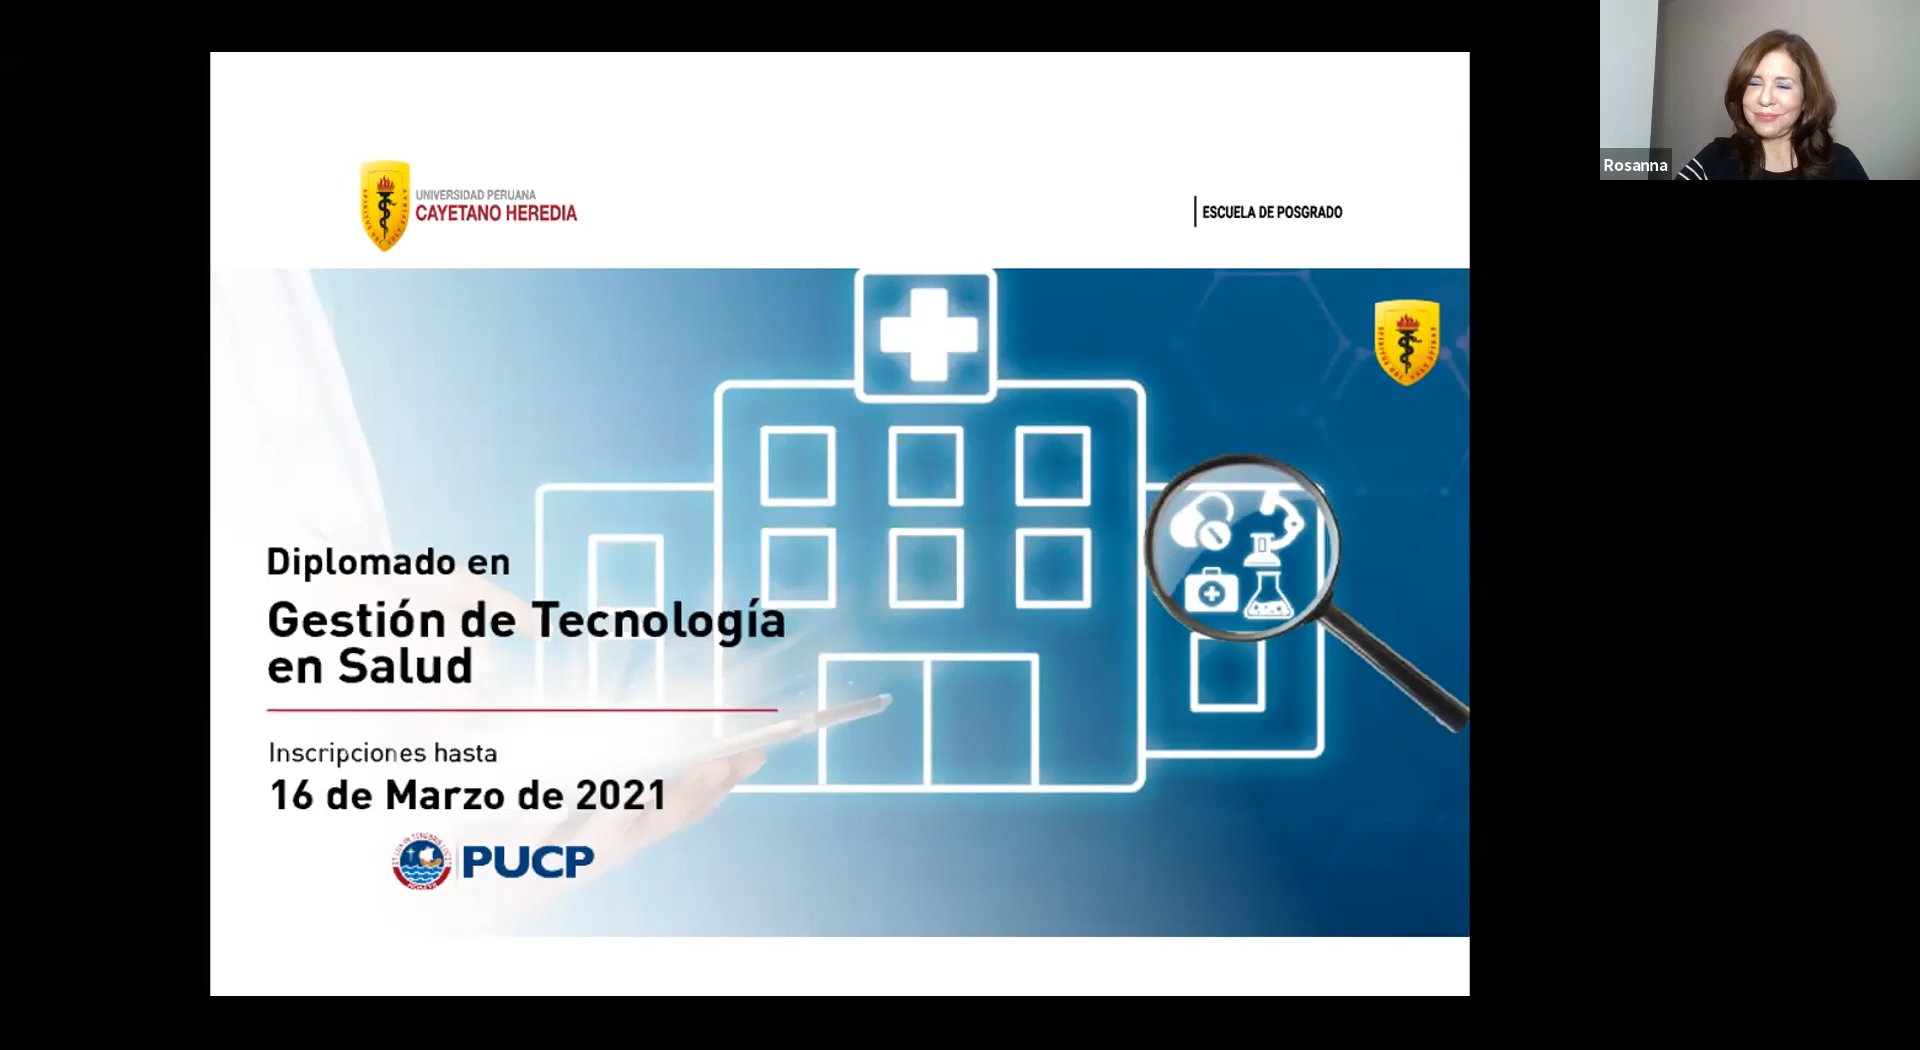 UNIVERSIDAD PERUANA
CAYETANO HEREDIA
ESCUELA DE POSGRADO
Rosanna
Diplomado en
Gestión de Tecnología
en Salud
Inscripciones hasta
16 de Marzo de 2021
PUCP